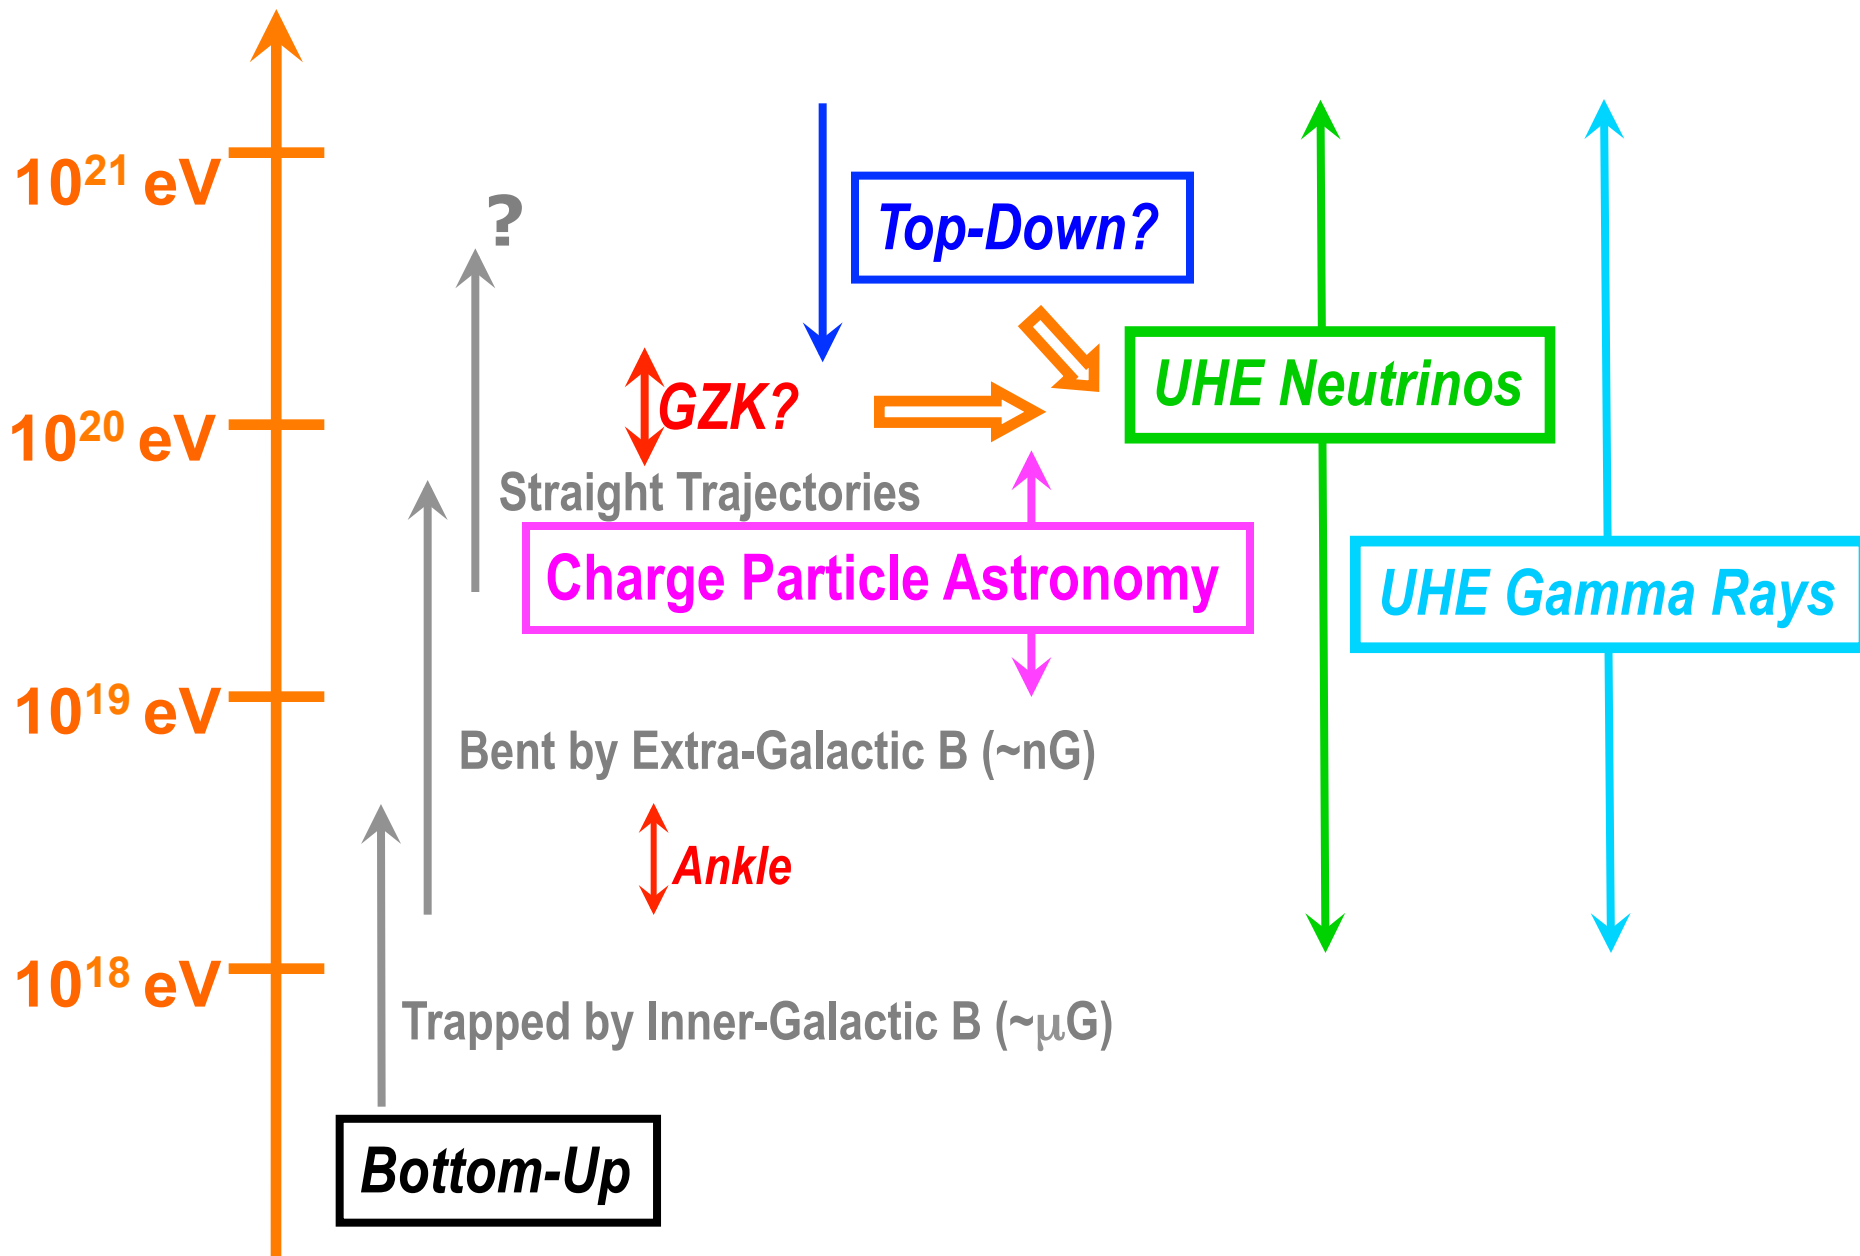 10²¹ eV
?
Top-Down?
UHE Neutrinos
GZK?
10²⁰ eV
Straight Trajectories
Charge Particle Astronomy
UHE Gamma Rays
10¹⁹ eV
Bent by Extra-Galactic B (~nG)
Ankle
10¹⁸ eV
Trapped by Inner-Galactic B (~μG)
Bottom-Up